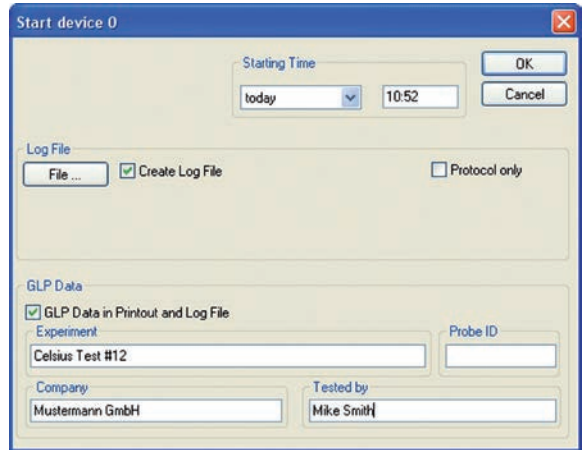 Start device 0
Starting Time
OK
today
10:52
Cancel
Log File
File ...
Create Log File
Protocol only
GLP Data
GLP Data in Printout and Log File
Experiment
Probe ID
Celsius Test #12
Company
Tested by
Mustermann GmbH
Mike Smith